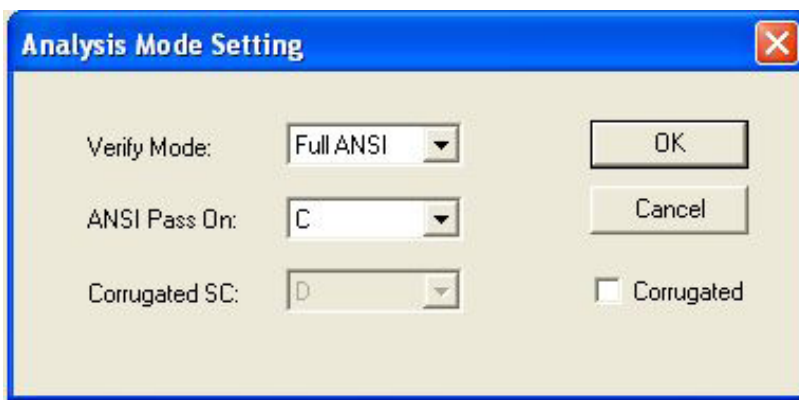 Analysis Mode Setting
Verify Mode: Full ANSI OK
ANSI Pass On: C Cancel
Corrugated SC: D Corrugated